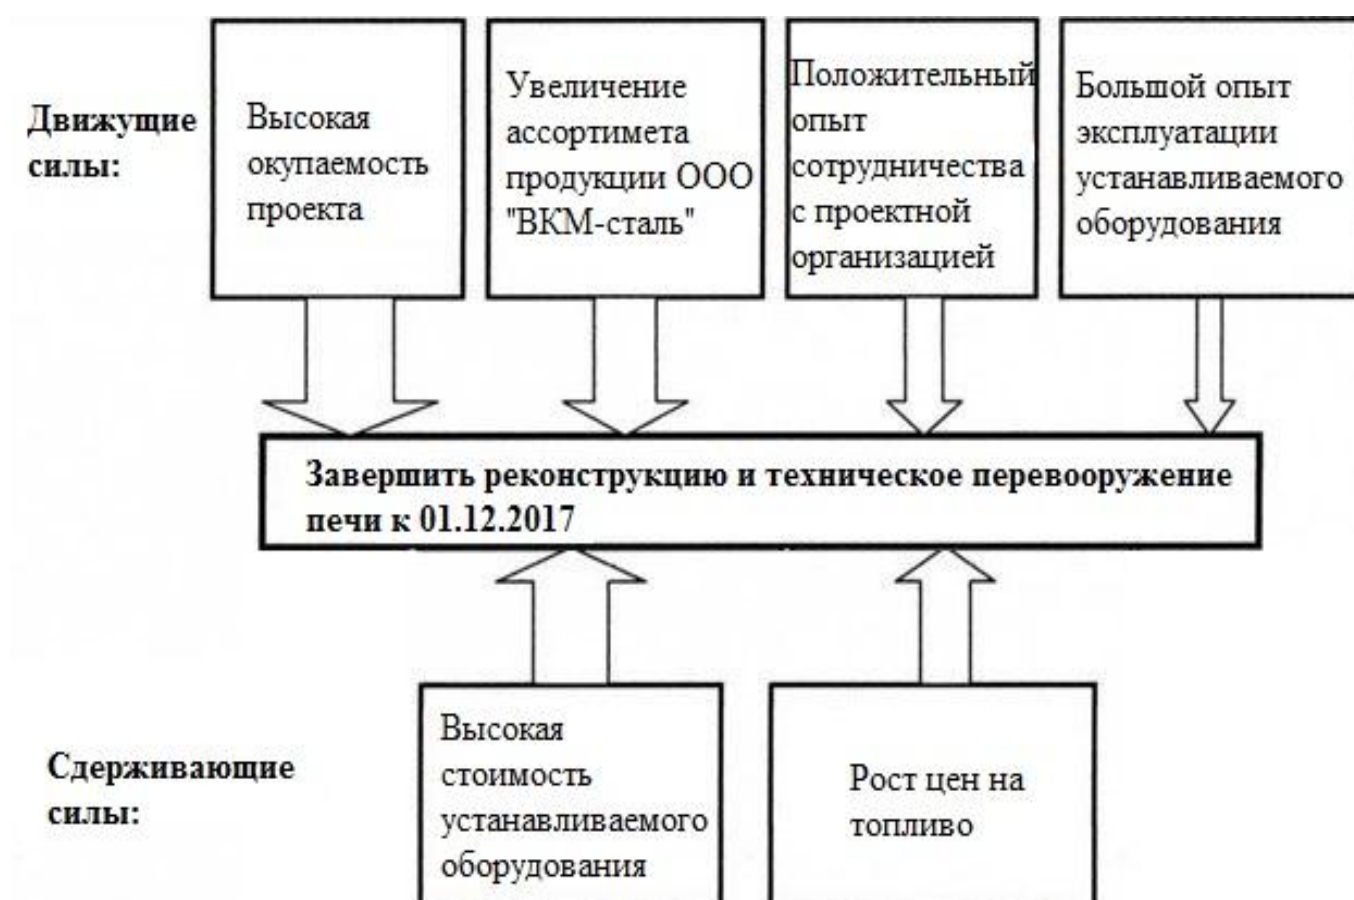 Движущие
силы:
Высокая
окупаемость
проекта
Увеличение
ассортимета
продукции ООО
"ВКМ-сталь"
Положительный
опыт
сотрудничества
с проектной
организацией
Большой опыт
эксплуатации
устанавливаемого
оборудования
Завершить реконструкцию и техническое перевооружение
печи к 01.12.2017
Сдерживающие
силы:
Высокая
стоимость
устанавливаемого
оборудования
Рост цен на
топливо